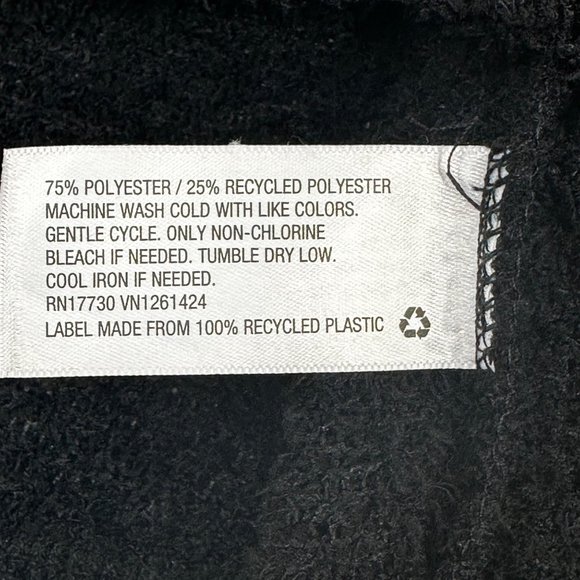 75% POLYESTER / 25% RECYCLED POLYESTER
MACHINE WASH COLD WITH LIKE COLORS.
GENTLE CYCLE. ONLY NON-CHLORINE
BLEACH IF NEEDED. TUMBLE DRY LOW.
COOL IRON IF NEEDED.
RN17730 VN1261424
LABEL MADE FROM 100% RECYCLED PLASTIC